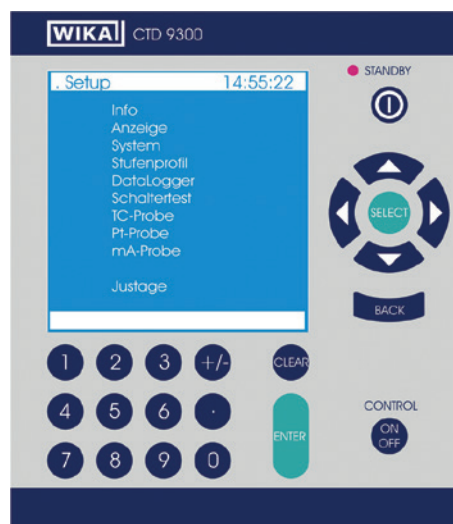 WIKA CTD 9300
. Setup 14:55:22
Info
Anzeige
System
Stufenprofil
DataLogger
Schaltertest
TC-Probe
Pt-Probe
mA-Probe
Justage
STANDBY
SELECT
BACK
1 2 3 +/- CLEAR
4 5 6 .
7 8 9 0
ENTER
CONTROL
ON
OFF